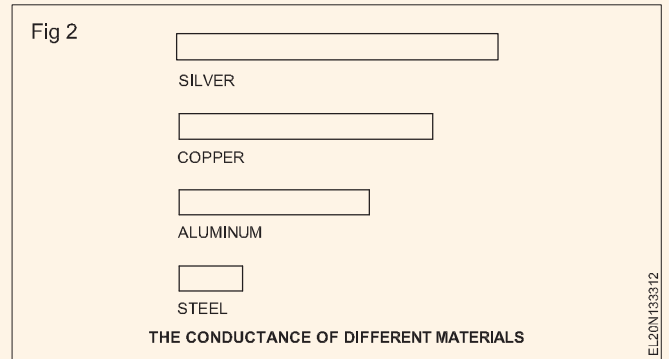 Fig 2
SILVER
COPPER
ALUMINUM
STEEL
THE CONDUCTANCE OF DIFFERENT MATERIALS
EL20N133312